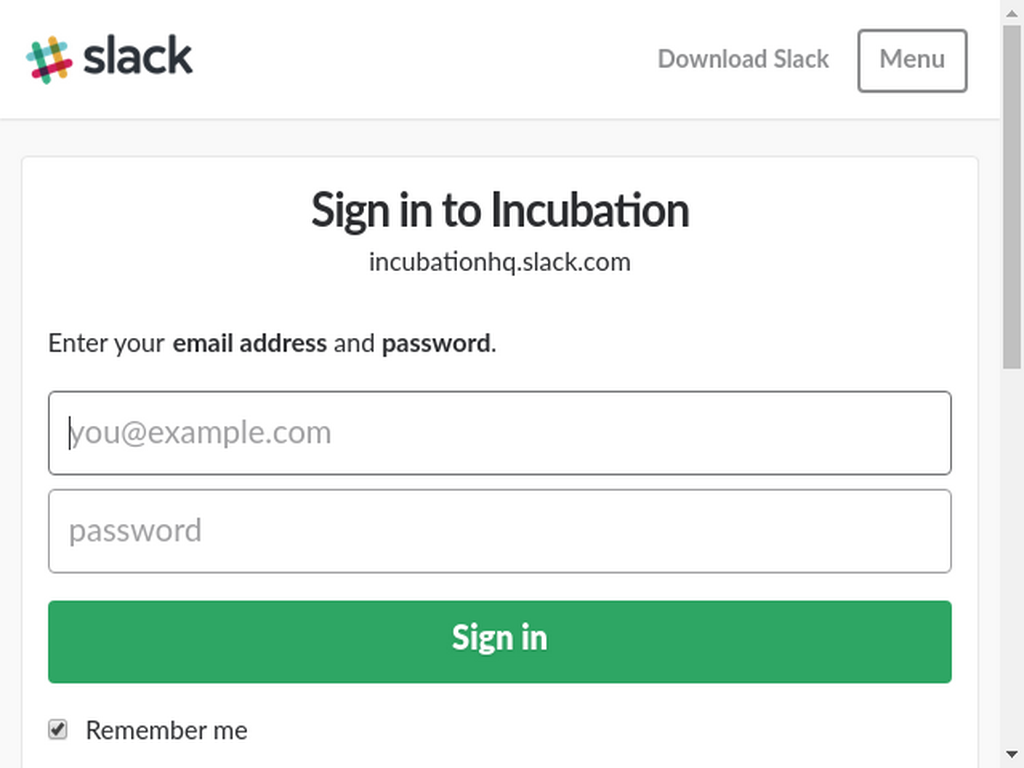 slack
Download Slack
Menu
Sign in to Incubation
incubationhq.slack.com
Enter your email address and password.
you@example.com
password
Sign in
Remember me